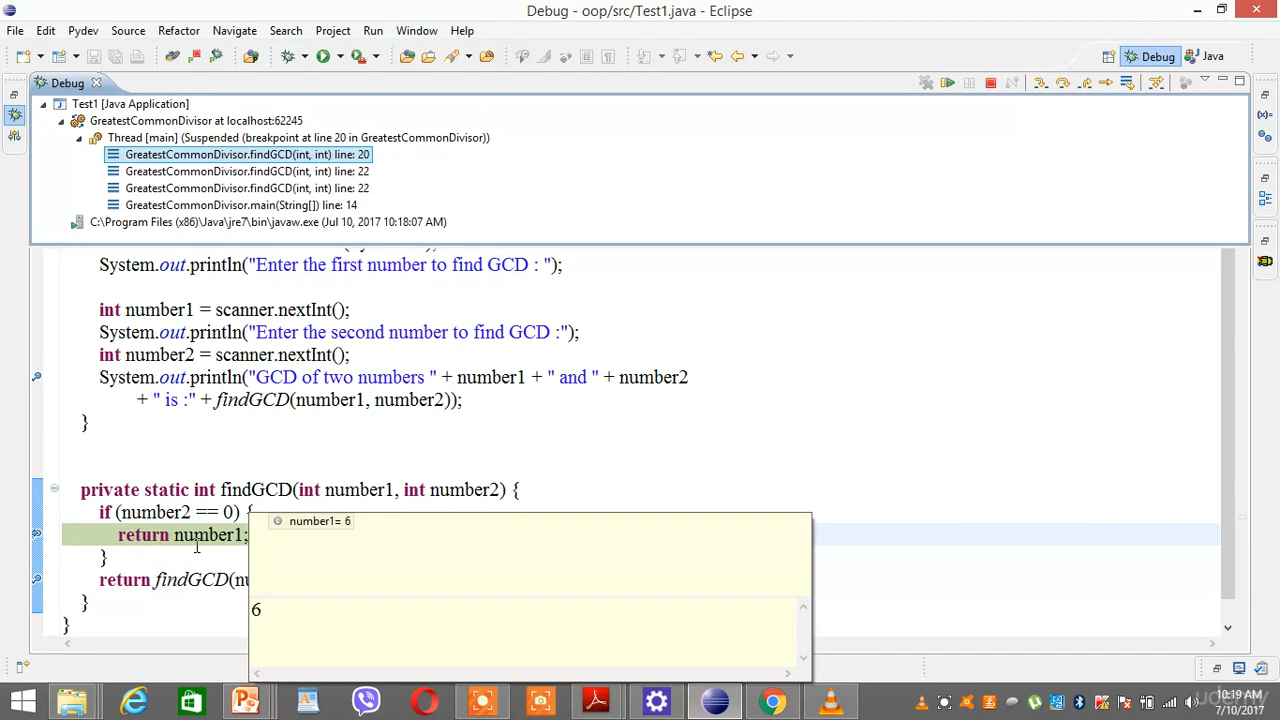 Debug - oop/src/Test1.java - Eclipse
File Edit Pydev Source Refactor Navigate Search Project Run Window Help
Debug Java
Debug
Test1 [Java Application]
GreatestCommonDivisor at localhost:62245
Thread [main] (Suspended (breakpoint at line 20 in GreatestCommonDivisor))
GreatestCommonDivisor.findGCD(int, int) line: 20
GreatestCommonDivisor.findGCD(int, int) line: 22
GreatestCommonDivisor.findGCD(int, int) line: 22
GreatestCommonDivisor.main(String[]) line: 14
C:\Program Files (x86)\Java\jre7\bin\javaw.exe (Jul 10, 2017 10:18:07 AM)
System.out.println("Enter the first number to find GCD : ");
int number1 = scanner.nextInt();
System.out.println("Enter the second number to find GCD :");
int number2 = scanner.nextInt();
System.out.println("GCD of two numbers " + number1 + " and " + number2
+ " is :" + findGCD(number1, number2));
}
private static int findGCD(int number1, int number2) {
if (number2 == 0) {
number1= 6
return number1;
}
return findGCD(nu
}
6
}
10:19 AM
7/10/2017
udemy